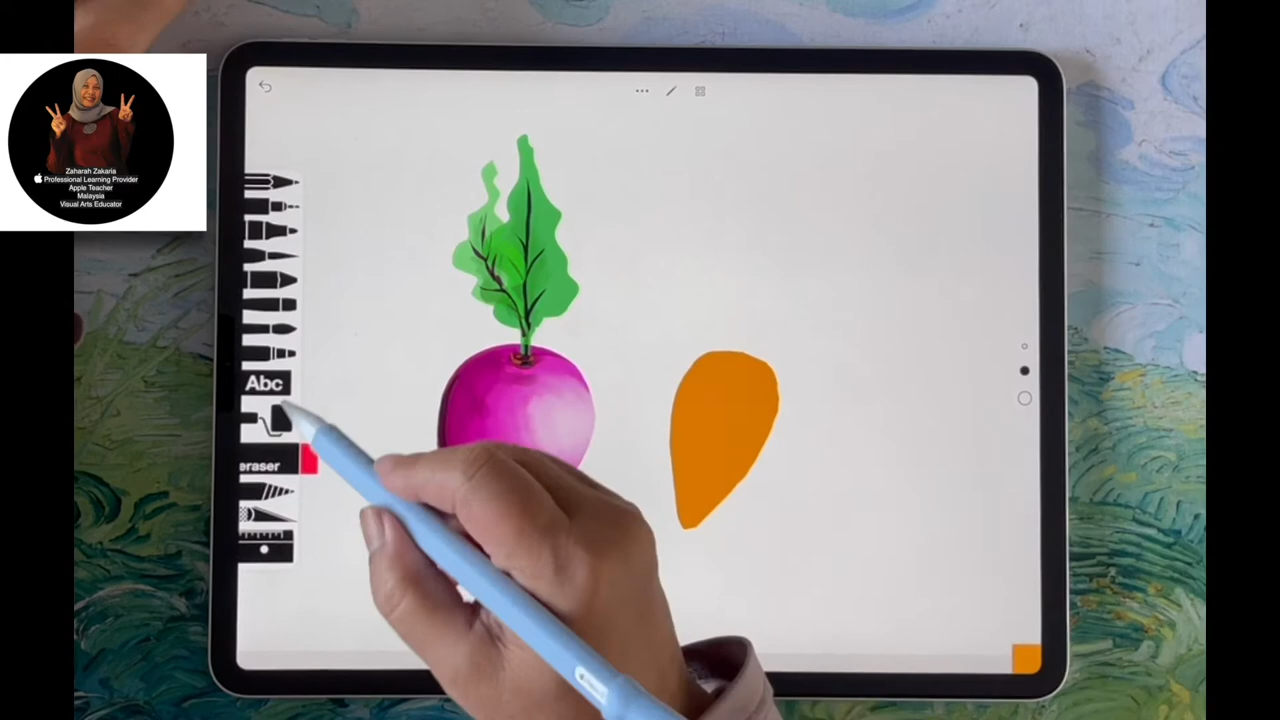 Zaharah Zakaria
Professional Learning Provider
Apple Teacher
Malaysia
Visual Arts Educator
Abc
eraser